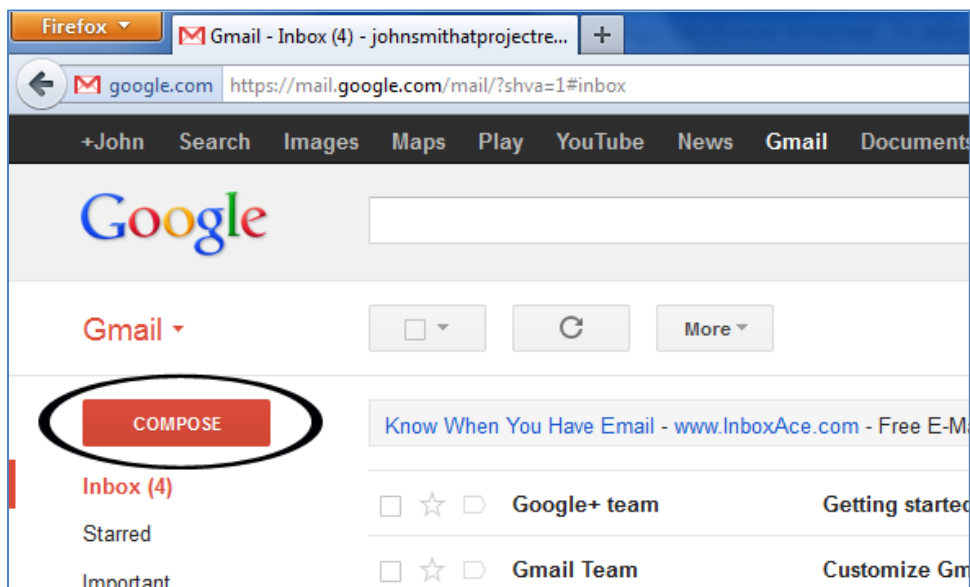 Firefox
Gmail - Inbox (4) - johnsmithatprojectre... +
google.com https://mail.google.com/mail/?shva=1#inbox
+John Search Images Maps Play YouTube News Gmail Documents
Google
Gmail
More
COMPOSE
Know When You Have Email - www.InboxAce.com - Free E-Ma
Inbox (4)
Google+ team Getting started
Starred
Gmail Team Customize Gm
Important